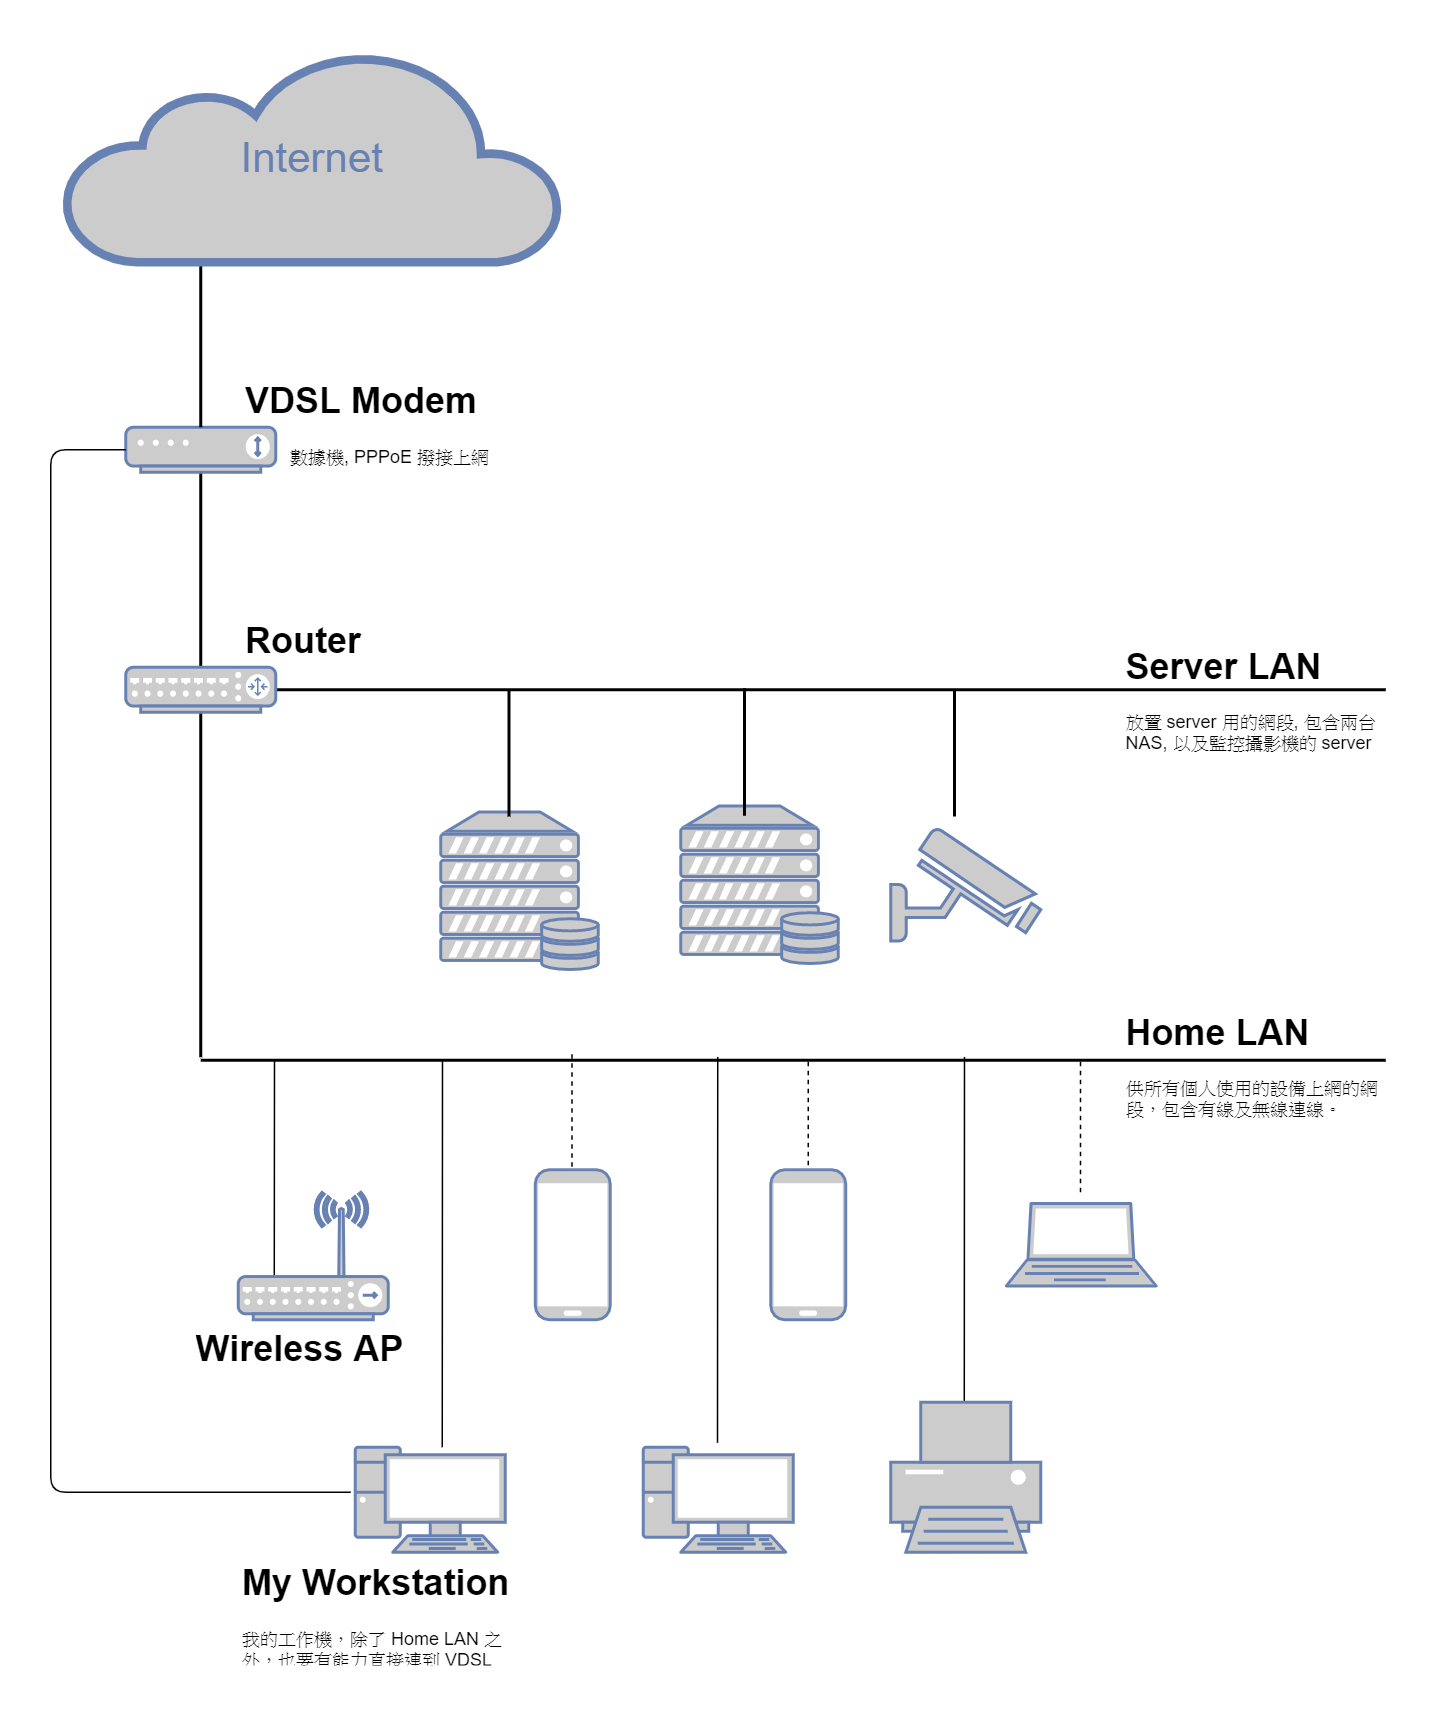 Internet
VDSL Modem
數據機, PPPoE 撥接上網
Router
Server LAN
放置 server 用的網段, 包含兩台
NAS, 以及監控攝影機的 server
Home LAN
供所有個人使用的設備上網的網
段，包含有線及無線連線。
Wireless AP
My Workstation
我的工作機，除了 Home LAN 之
外，也要有能力直接連到 VDSL